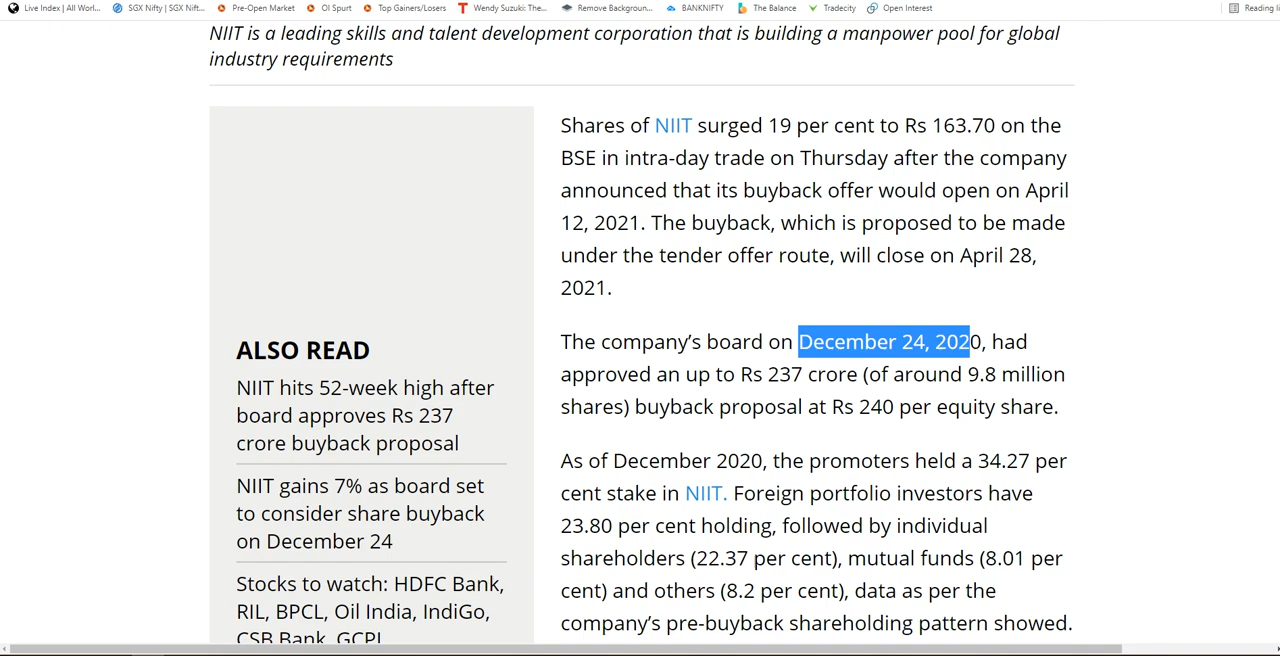 Live Index | All Worl... SGX Nifty | SGX Nift... Pre-Open Market OI Spurt Top Gainers/Losers Wendy Suzuki: The... Remove Backgroun... BANKNIFTY The Balance Tradecity Open Interest Reading li
NIIT is a leading skills and talent development corporation that is building a manpower pool for global
industry requirements
Shares of NIIT surged 19 per cent to Rs 163.70 on the
BSE in intra-day trade on Thursday after the company
announced that its buyback offer would open on April
12, 2021. The buyback, which is proposed to be made
under the tender offer route, will close on April 28,
2021.
The company’s board on December 24, 2020, had
approved an up to Rs 237 crore (of around 9.8 million
shares) buyback proposal at Rs 240 per equity share.
As of December 2020, the promoters held a 34.27 per
cent stake in NIIT. Foreign portfolio investors have
23.80 per cent holding, followed by individual
shareholders (22.37 per cent), mutual funds (8.01 per
cent) and others (8.2 per cent), data as per the
company’s pre-buyback shareholding pattern showed.
ALSO READ
NIIT hits 52-week high after
board approves Rs 237
crore buyback proposal
NIIT gains 7% as board set
to consider share buyback
on December 24
Stocks to watch: HDFC Bank,
RIL, BPCL, Oil India, IndiGo,
CSB Bank, GCPL